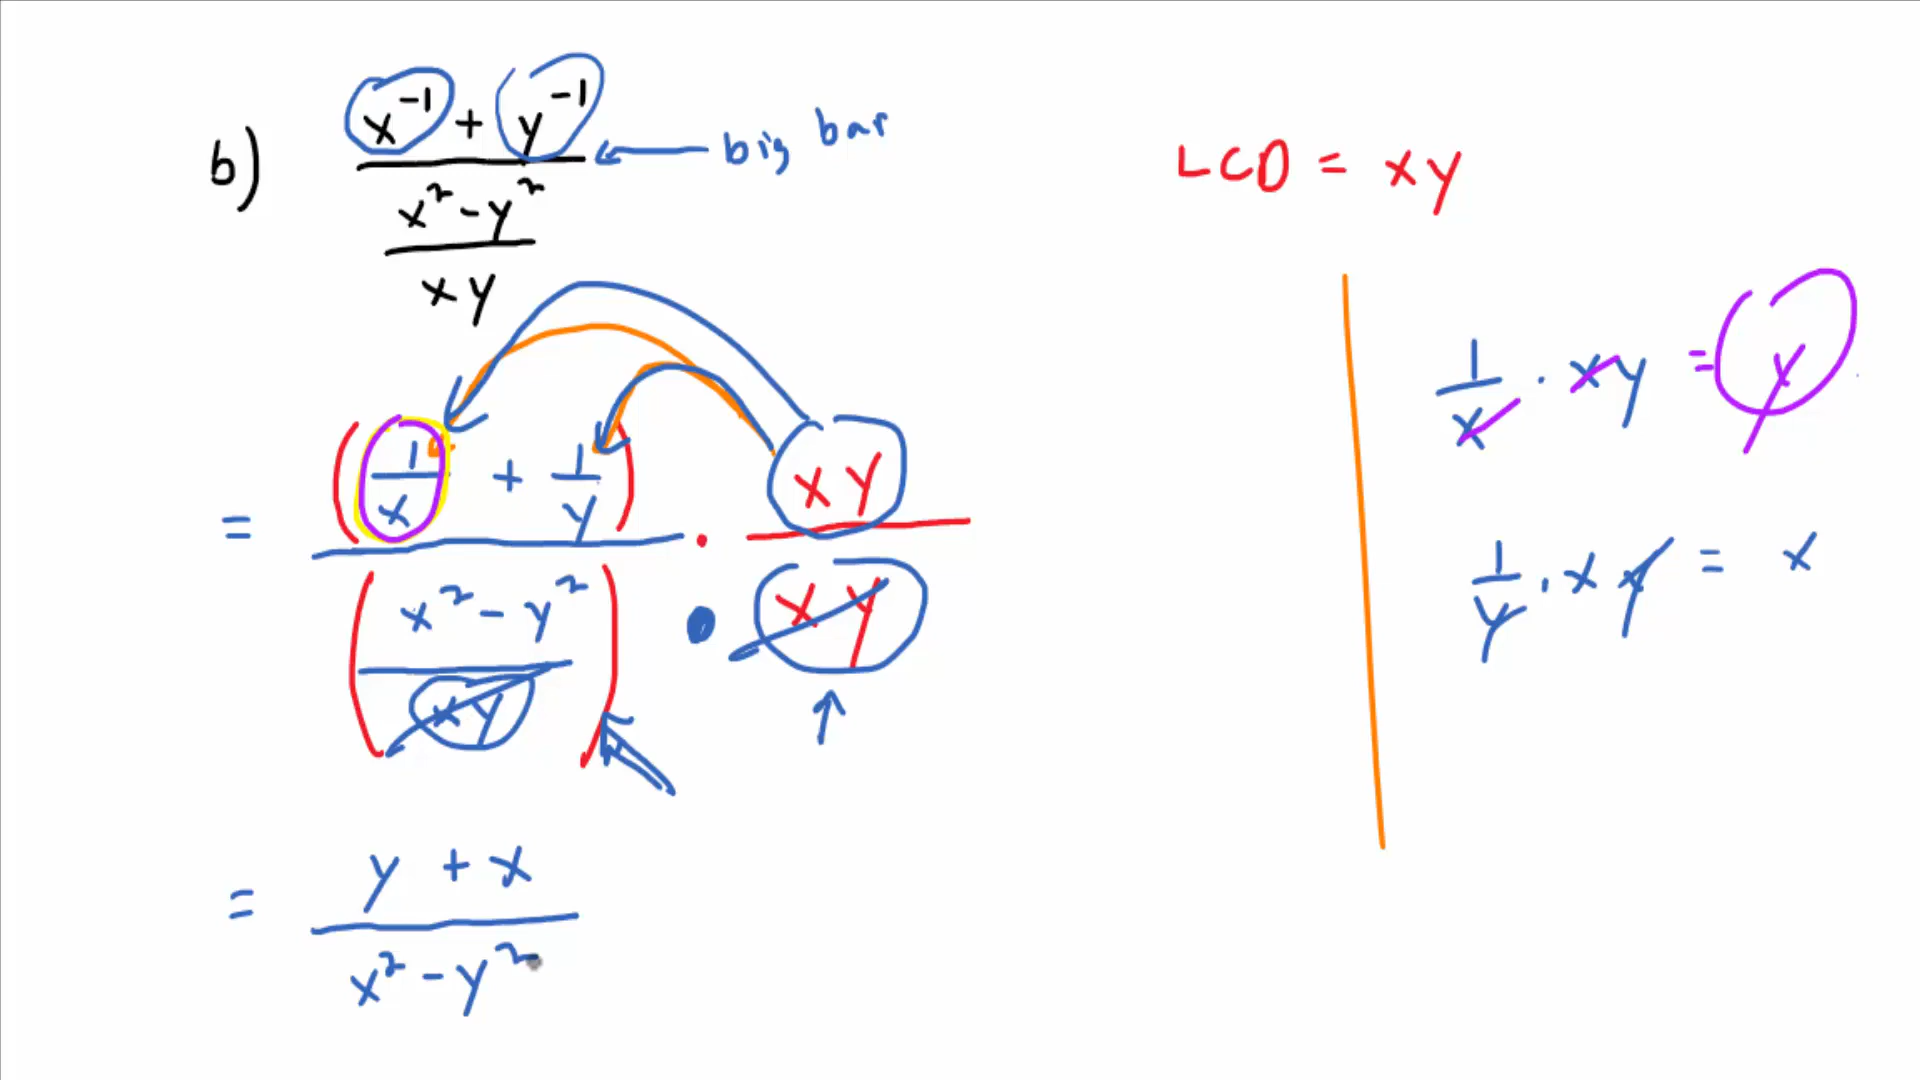 b) x⁻¹ + y⁻¹ ← big bar
x² - y²
xy
LCD = xy
= (1/x + 1/y) · xy
(x² - y² / xy) · xy
1/x · xy = y
1/y · xy = x
= y + x
x² - y²